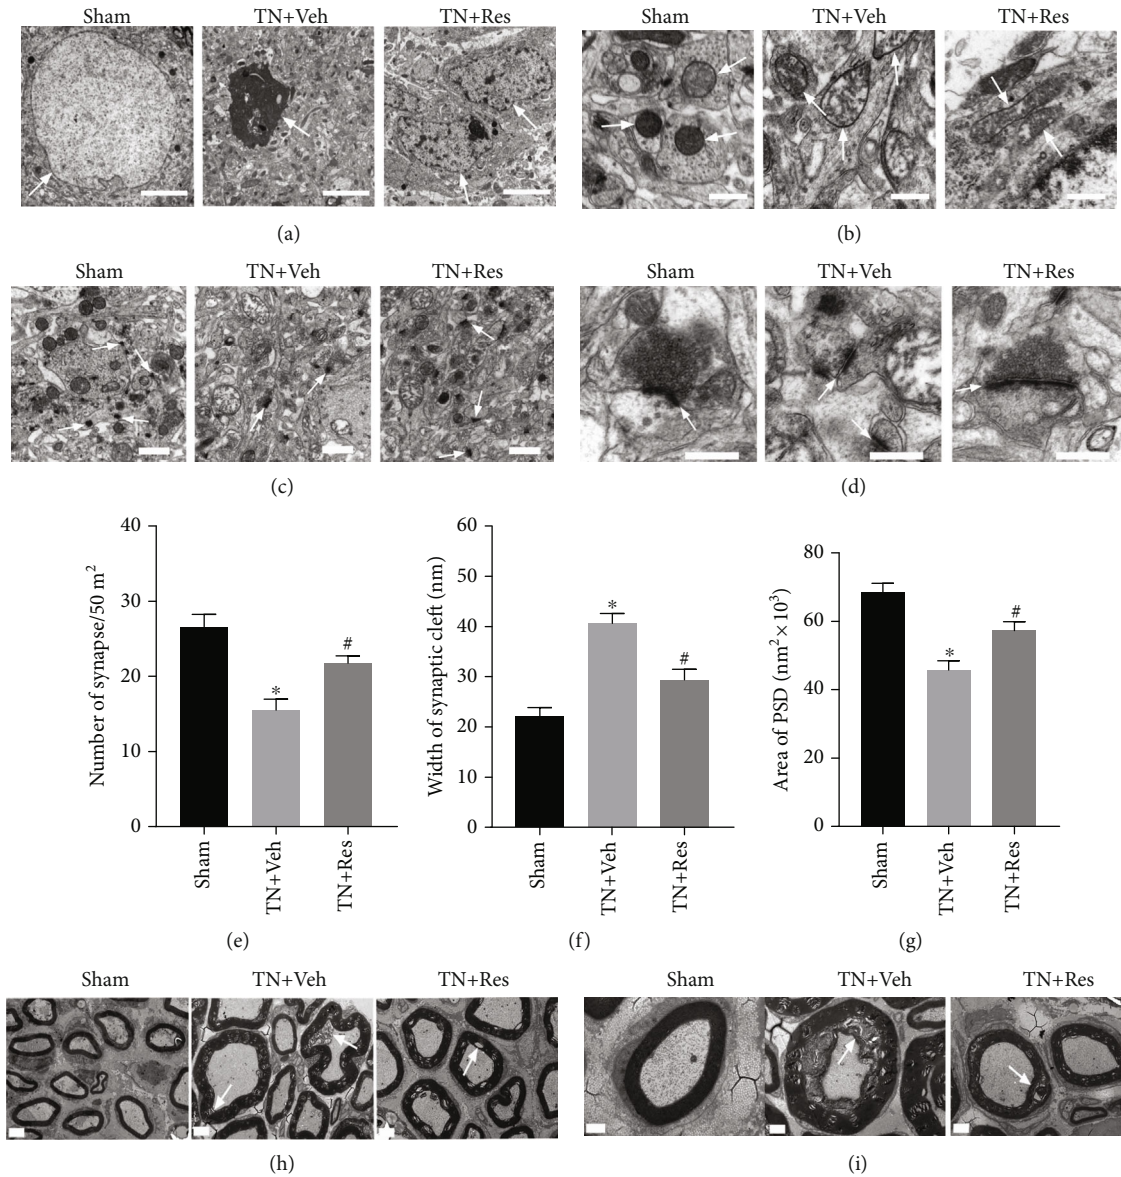 Sham TN+Veh TN+Res
Sham TN+Veh TN+Res
(a)
(b)
Sham TN+Veh TN+Res
Sham TN+Veh TN+Res
(c)
(d)
40
30
20
10
0
Number of synapse/50 m²
*
#
Sham
TN+Veh
TN+Res
(e)
60
50
40
30
20
10
0
Width of synaptic cleft (nm)
*
#
Sham
TN+Veh
TN+Res
(f)
80
60
40
20
0
Area of PSD (nm² × 10³)
*
#
Sham
TN+Veh
TN+Res
(g)
Sham TN+Veh TN+Res
Sham TN+Veh TN+Res
(h)
(i)